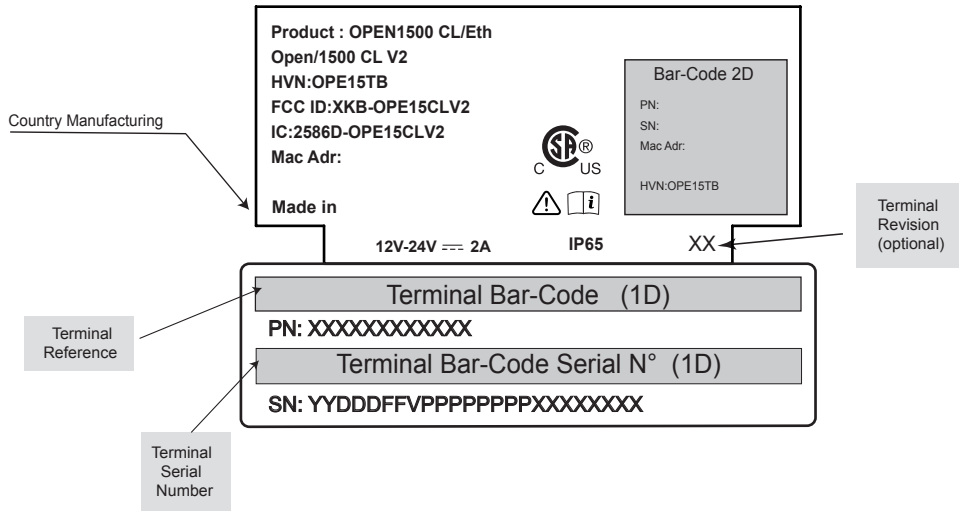 Product : OPEN1500 CL/Eth
Open/1500 CL V2
HVN:OPE15TB
FCC ID:XKB-OPE15CLV2
IC:2586D-OPE15CLV2
Mac Adr:
Made in
Country Manufacturing
C SA ® US
i
Bar-Code 2D
PN:
SN:
Mac Adr:
HVN:OPE15TB
12V-24V ⎓ 2A
IP65
XX
Terminal
Revision
(optional)
Terminal Bar-Code (1D)
PN: XXXXXXXXXXXX
Terminal
Reference
Terminal Bar-Code Serial N° (1D)
SN: YYDDDFFVPPPPPPPPXXXXXXXX
Terminal
Serial
Number